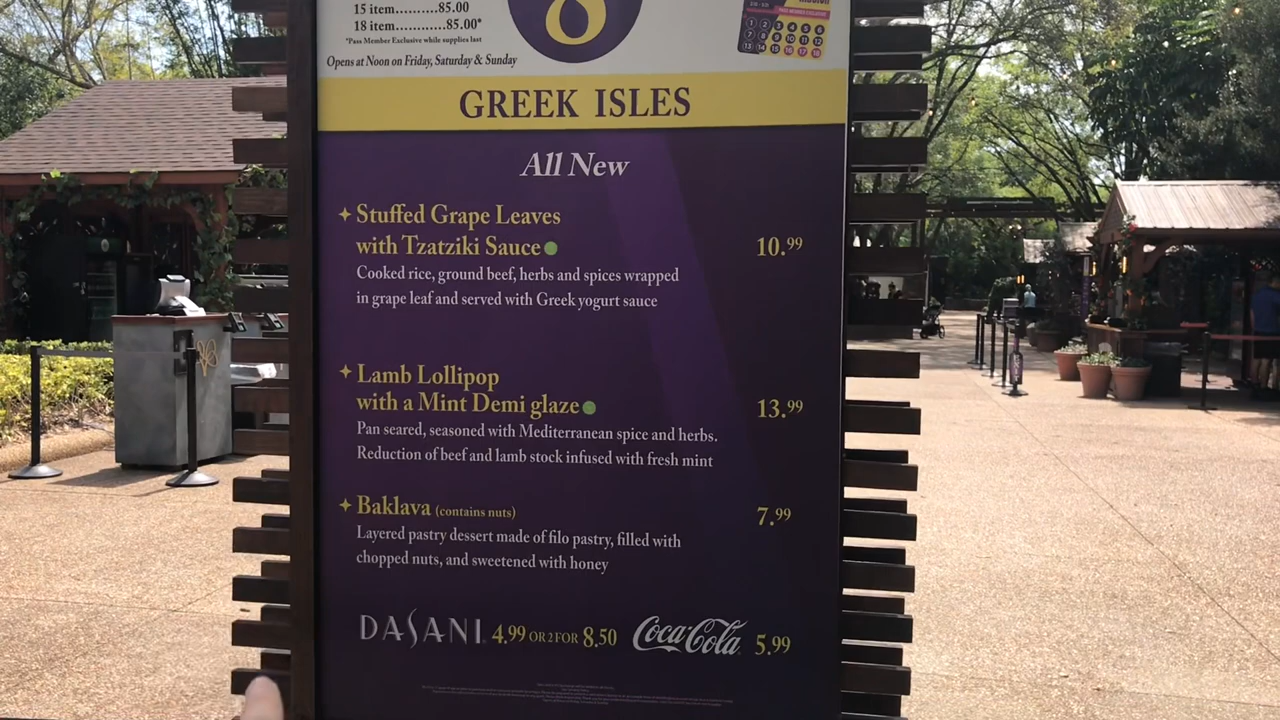 15 item..........85.00
18 item..........85.00*
*Pass Member Exclusive while supplies last
Opens at Noon on Friday, Saturday & Sunday
8
GREEK ISLES
All New
Stuffed Grape Leaves
with Tzatziki Sauce 10.99
Cooked rice, ground beef, herbs and spices wrapped
in grape leaf and served with Greek yogurt sauce
Lamb Lollipop
with a Mint Demi glaze 13.99
Pan seared, seasoned with Mediterranean spice and herbs.
Reduction of beef and lamb stock infused with fresh mint
Baklava (contains nuts) 7.99
Layered pastry dessert made of filo pastry, filled with
chopped nuts, and sweetened with honey
DASANI 4.99 OR 2 FOR 8.50 Coca-Cola 5.99
EXIT